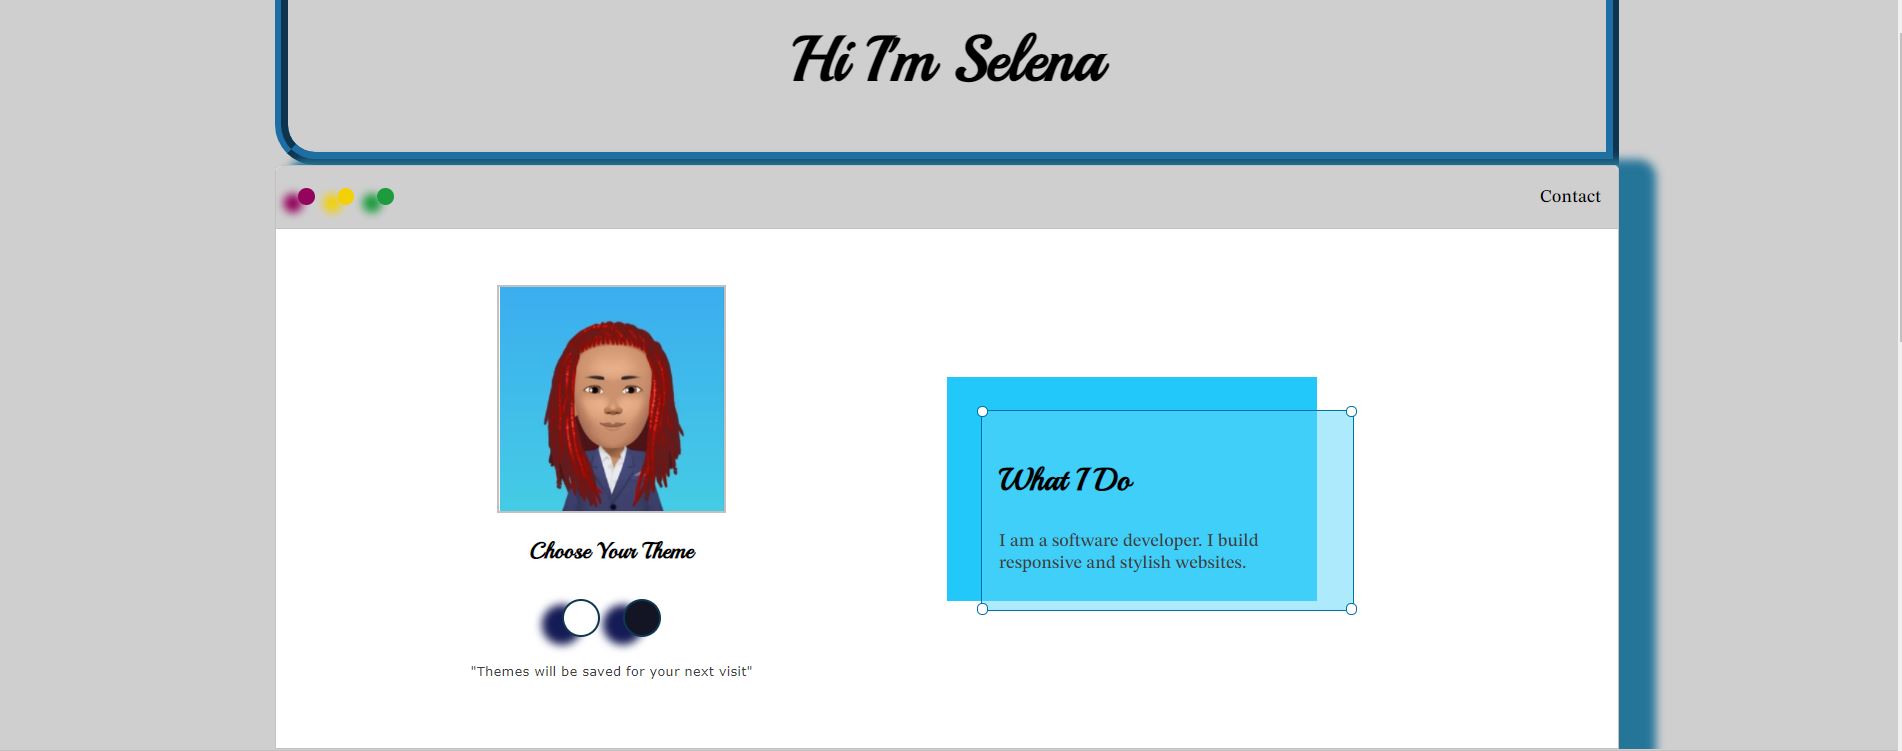 Hi I'm Selena
Contact
What I Do
I am a software developer. I build
responsive and stylish websites.
Choose Your Theme
"Themes will be saved for your next visit"